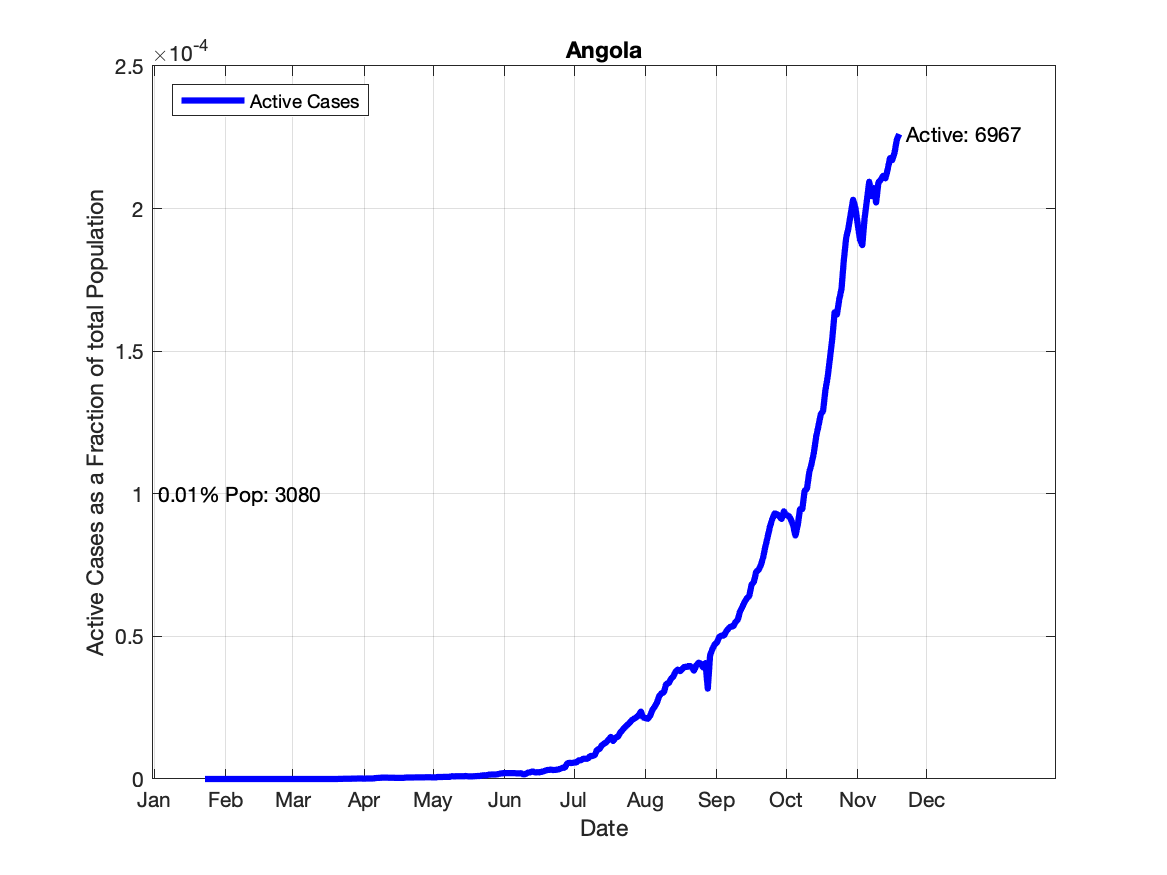 Angola
×10⁻⁴
2.5
2
1.5
1
0.5
0
Active Cases as a Fraction of total Population
Active Cases
Active: 6967
0.01% Pop: 3080
Jan Feb Mar Apr May Jun Jul Aug Sep Oct Nov Dec
Date